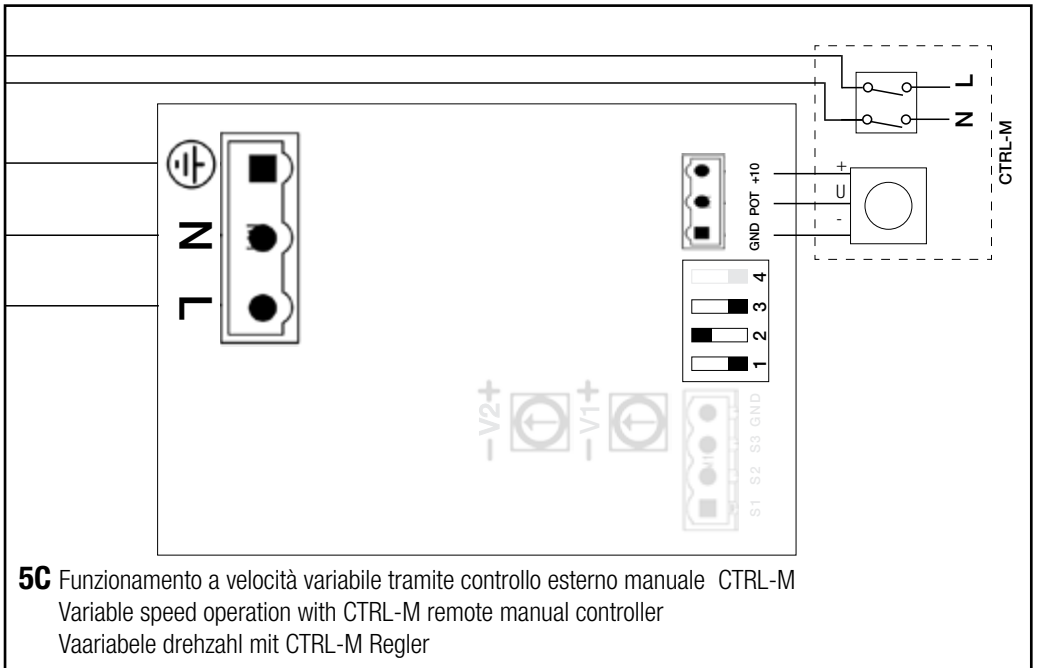 L
N
CTRL-M
+
U
-
+10
POT
GND
N
L
4
3
2
1
-V2+
-V1+
S1 S2 S3 GND
5C Funzionamento a velocità variabile tramite controllo esterno manuale CTRL-M
Variable speed operation with CTRL-M remote manual controller
Vaariabele drehzahl mit CTRL-M Regler